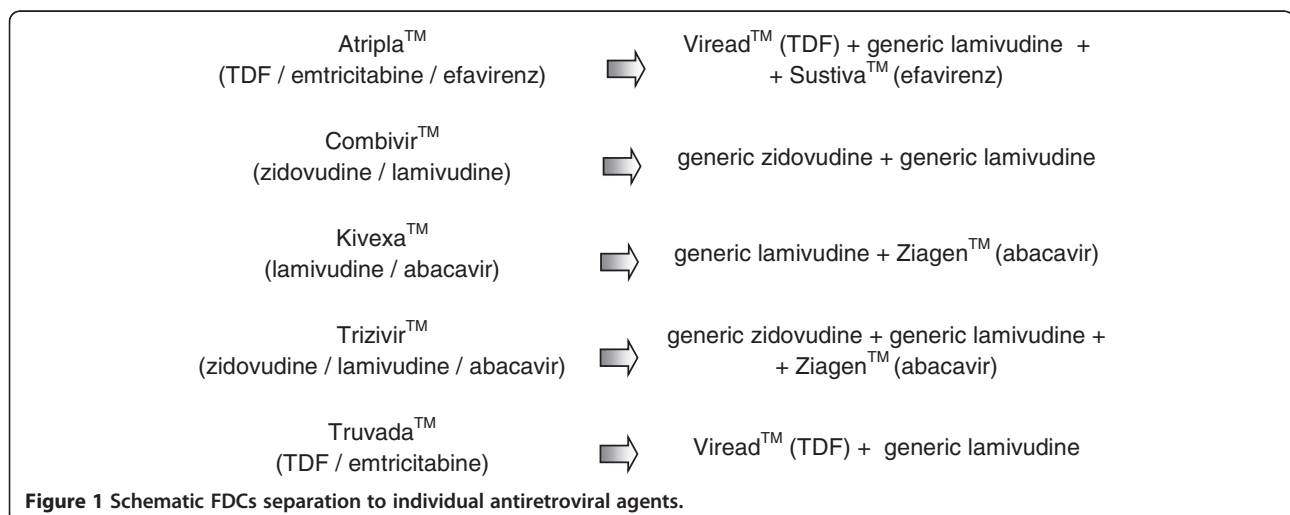 Atripla™
(TDF / emtricitabine / efavirenz)
Viread™ (TDF) + generic lamivudine +
+ Sustiva™ (efavirenz)
Combivir™
(zidovudine / lamivudine)
generic zidovudine + generic lamivudine
Kivexa™
(lamivudine / abacavir)
generic lamivudine + Ziagen™ (abacavir)
Trizivir™
(zidovudine / lamivudine / abacavir)
generic zidovudine + generic lamivudine +
+ Ziagen™ (abacavir)
Truvada™
(TDF / emtricitabine)
Viread™ (TDF) + generic lamivudine
Figure 1 Schematic FDCs separation to individual antiretroviral agents.